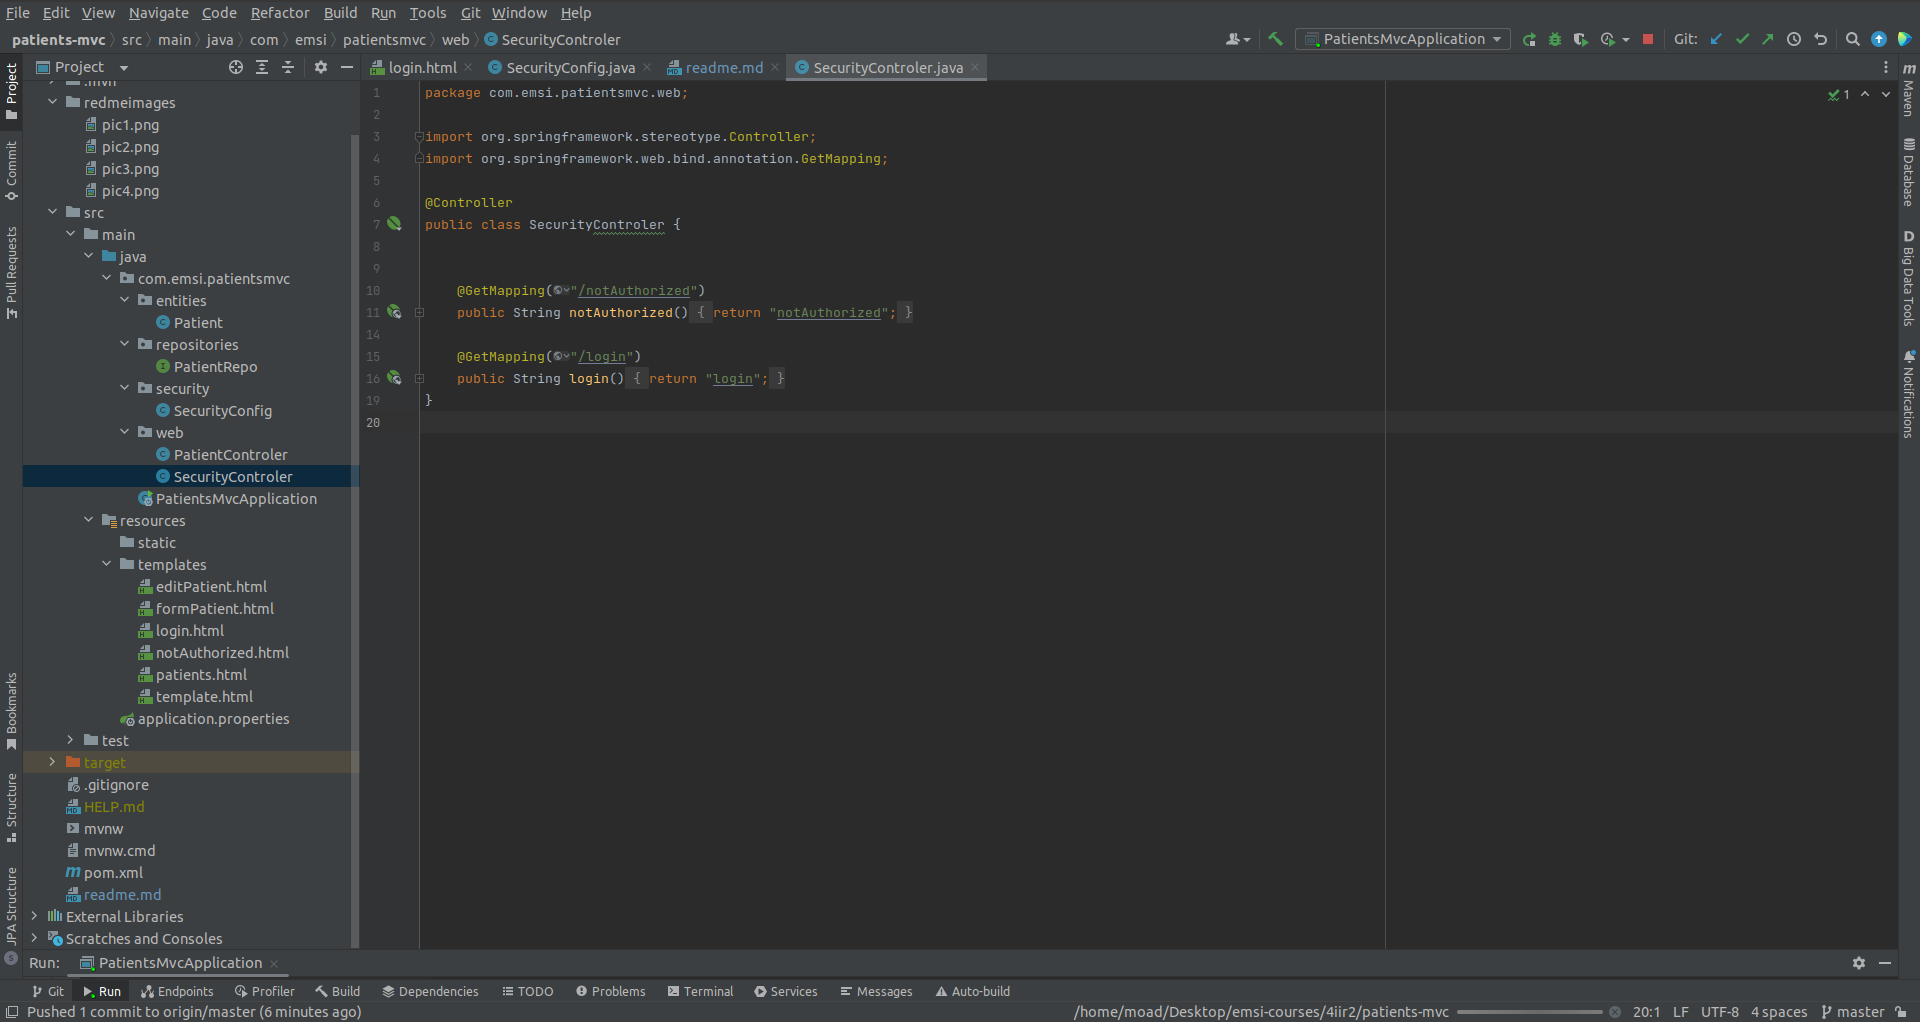 File Edit View Navigate Code Refactor Build Run Tools Git Window Help
patients-mvc src main java com emsi patientsmvc web SecurityControler
PatientsMvcApplication Git:
Project
login.html SecurityConfig.java readme.md SecurityControler.java
Project
Commit
Pull Requests
Bookmarks
Structure
JPA Structure
.mvn
redmeimages
pic1.png
pic2.png
pic3.png
pic4.png
src
main
java
com.emsi.patientsmvc
entities
Patient
repositories
PatientRepo
security
SecurityConfig
web
PatientControler
SecurityControler
PatientsMvcApplication
resources
static
templates
editPatient.html
formPatient.html
login.html
notAuthorized.html
patients.html
template.html
application.properties
test
target
.gitignore
HELP.md
mvnw
mvnw.cmd
pom.xml
readme.md
External Libraries
Scratches and Consoles
1 package com.emsi.patientsmvc.web;
2
3 import org.springframework.stereotype.Controller;
4 import org.springframework.web.bind.annotation.GetMapping;
5
6 @Controller
7 public class SecurityControler {
8
9
10 @GetMapping("/notAuthorized")
11 public String notAuthorized() { return "notAuthorized"; }
14
15 @GetMapping("/login")
16 public String login() { return "login"; }
19 }
20
1
Maven
Database
Big Data Tools
Notifications
Run: PatientsMvcApplication
Git Run Endpoints Profiler Build Dependencies TODO Problems Terminal Services Messages Auto-build
Pushed 1 commit to origin/master (6 minutes ago) /home/moad/Desktop/emsi-courses/4iir2/patients-mvc 20:1 LF UTF-8 4 spaces master